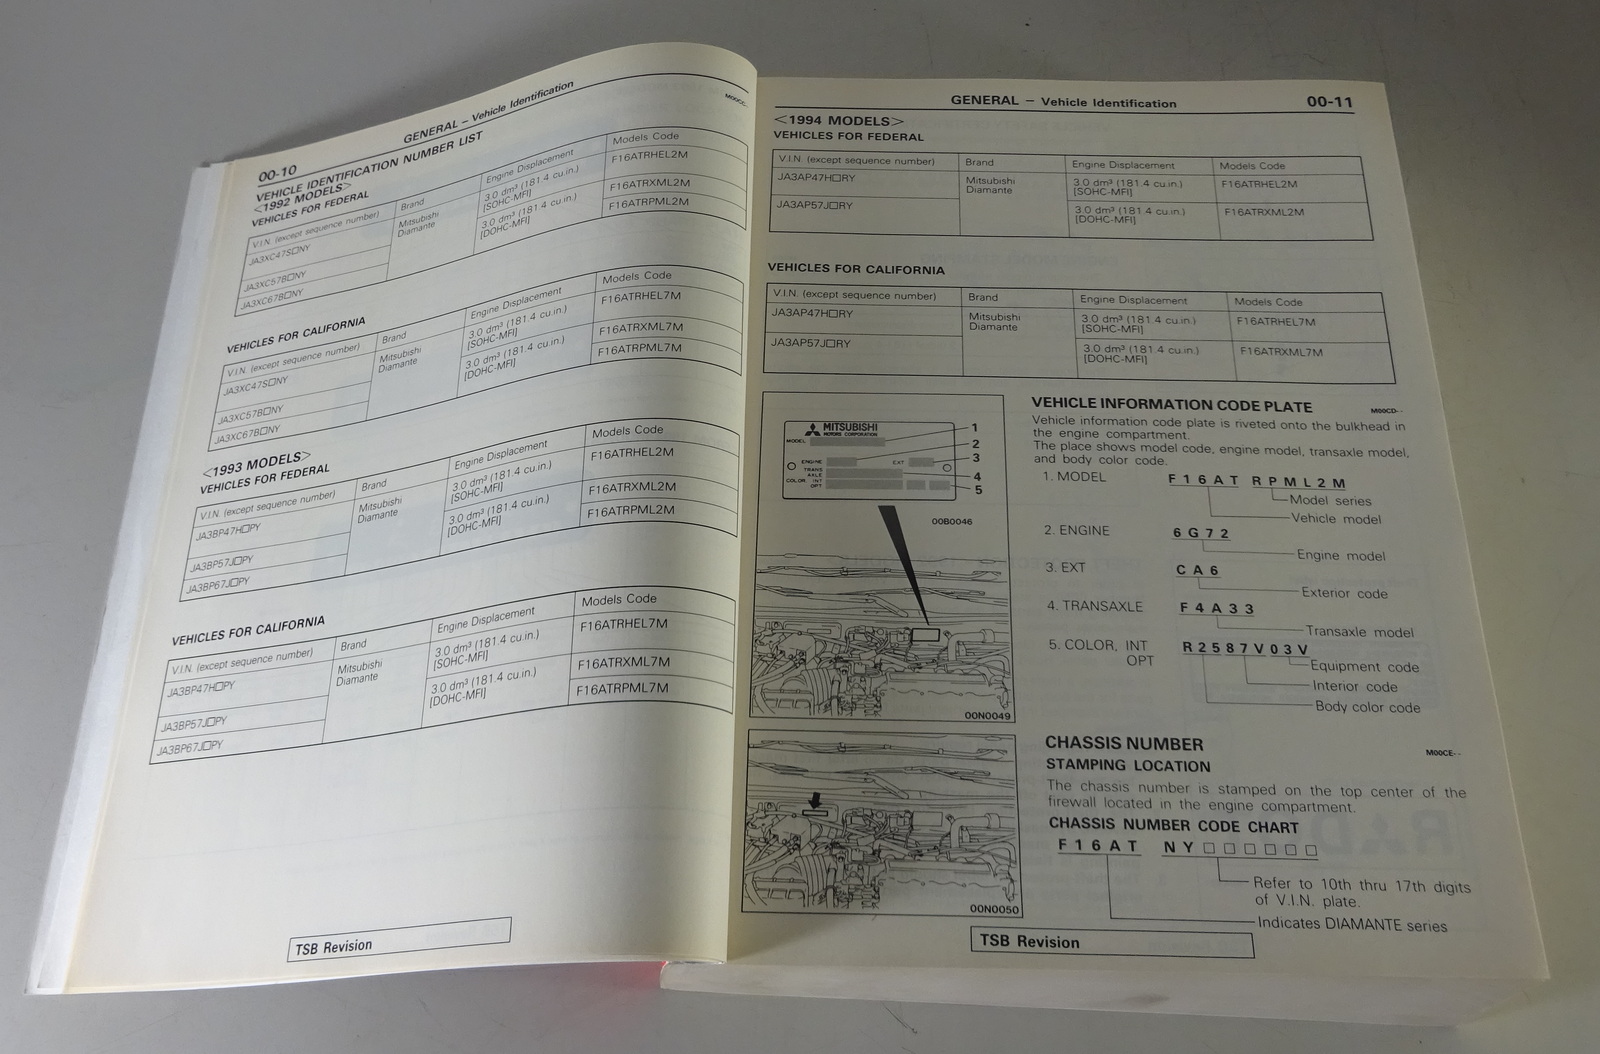 00-10
GENERAL – Vehicle Identification
VEHICLE IDENTIFICATION NUMBER LIST
<1992 MODELS>
VEHICLES FOR FEDERAL
V.I.N. (except sequence number) Brand Engine Displacement Models Code
JA3XC47S□NY Mitsubishi Diamante 3.0 dm³ (181.4 cu.in.) [SOHC-MFI] F16ATRHEL2M
JA3XC57B□NY 3.0 dm³ (181.4 cu.in.) [DOHC-MFI] F16ATRXML2M
JA3XC67B□NY F16ATRPML2M
VEHICLES FOR CALIFORNIA
V.I.N. (except sequence number) Brand Engine Displacement Models Code
JA3XC47S□NY Mitsubishi Diamante 3.0 dm³ (181.4 cu.in.) [SOHC-MFI] F16ATRHEL7M
JA3XC57B□NY 3.0 dm³ (181.4 cu.in.) [DOHC-MFI] F16ATRXML7M
JA3XC67B□NY F16ATRPML7M
<1993 MODELS>
VEHICLES FOR FEDERAL
V.I.N. (except sequence number) Brand Engine Displacement Models Code
JA3BP47H□PY Mitsubishi Diamante 3.0 dm³ (181.4 cu.in.) [SOHC-MFI] F16ATRHEL2M
JA3BP57J□PY 3.0 dm³ (181.4 cu.in.) [DOHC-MFI] F16ATRXML2M
JA3BP67J□PY F16ATRPML2M
VEHICLES FOR CALIFORNIA
V.I.N. (except sequence number) Brand Engine Displacement Models Code
JA3BP47H□PY Mitsubishi Diamante 3.0 dm³ (181.4 cu.in.) [SOHC-MFI] F16ATRHEL7M
JA3BP57J□PY 3.0 dm³ (181.4 cu.in.) [DOHC-MFI] F16ATRXML7M
JA3BP67J□PY F16ATRPML7M
TSB Revision
GENERAL – Vehicle Identification
00-11
<1994 MODELS>
VEHICLES FOR FEDERAL
V.I.N. (except sequence number) Brand Engine Displacement Models Code
JA3AP47H□RY Mitsubishi Diamante 3.0 dm³ (181.4 cu.in.) [SOHC-MFI] F16ATRHEL2M
JA3AP57J□RY 3.0 dm³ (181.4 cu.in.) [DOHC-MFI] F16ATRXML2M
VEHICLES FOR CALIFORNIA
V.I.N. (except sequence number) Brand Engine Displacement Models Code
JA3AP47H□RY Mitsubishi Diamante 3.0 dm³ (181.4 cu.in.) [SOHC-MFI] F16ATRHEL7M
JA3AP57J□RY 3.0 dm³ (181.4 cu.in.) [DOHC-MFI] F16ATRXML7M
MITSUBISHI
MOTORS CORPORATION
MODEL
ENGINE EXT
TRANS AXLE
COLOR, INT OPT
1
2
3
4
5
00B0046
00N0049
VEHICLE INFORMATION CODE PLATE
M00CD--
Vehicle information code plate is riveted onto the bulkhead in
the engine compartment.
The place shows model code, engine model, transaxle model,
and body color code.
1. MODEL F16AT RPML2M
Model series
Vehicle model
2. ENGINE 6G72
Engine model
3. EXT CA6
Exterior code
4. TRANSAXLE F4A33
Transaxle model
5. COLOR, INT R2587V03V
OPT
Equipment code
Interior code
Body color code
00N0050
CHASSIS NUMBER
M00CE--
STAMPING LOCATION
The chassis number is stamped on the top center of the
firewall located in the engine compartment.
CHASSIS NUMBER CODE CHART
F16AT NY□□□□□□
Refer to 10th thru 17th digits
of V.I.N. plate.
Indicates DIAMANTE series
TSB Revision